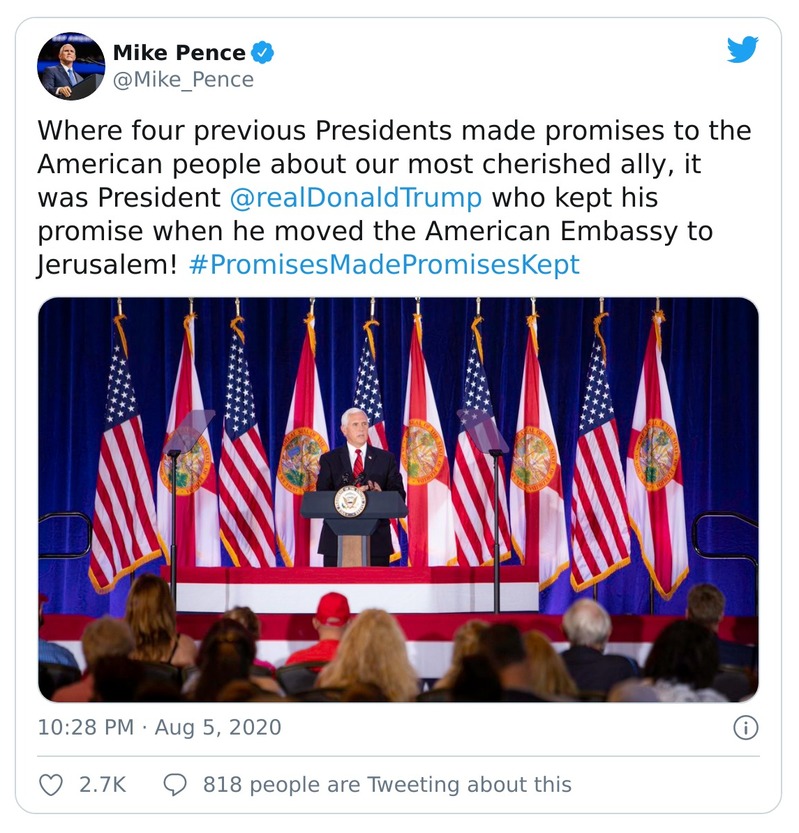 Mike Pence
@Mike_Pence
Where four previous Presidents made promises to the
American people about our most cherished ally, it
was President @realDonaldTrump who kept his
promise when he moved the American Embassy to
Jerusalem! #PromisesMadePromisesKept
10:28 PM · Aug 5, 2020
2.7K 818 people are Tweeting about this